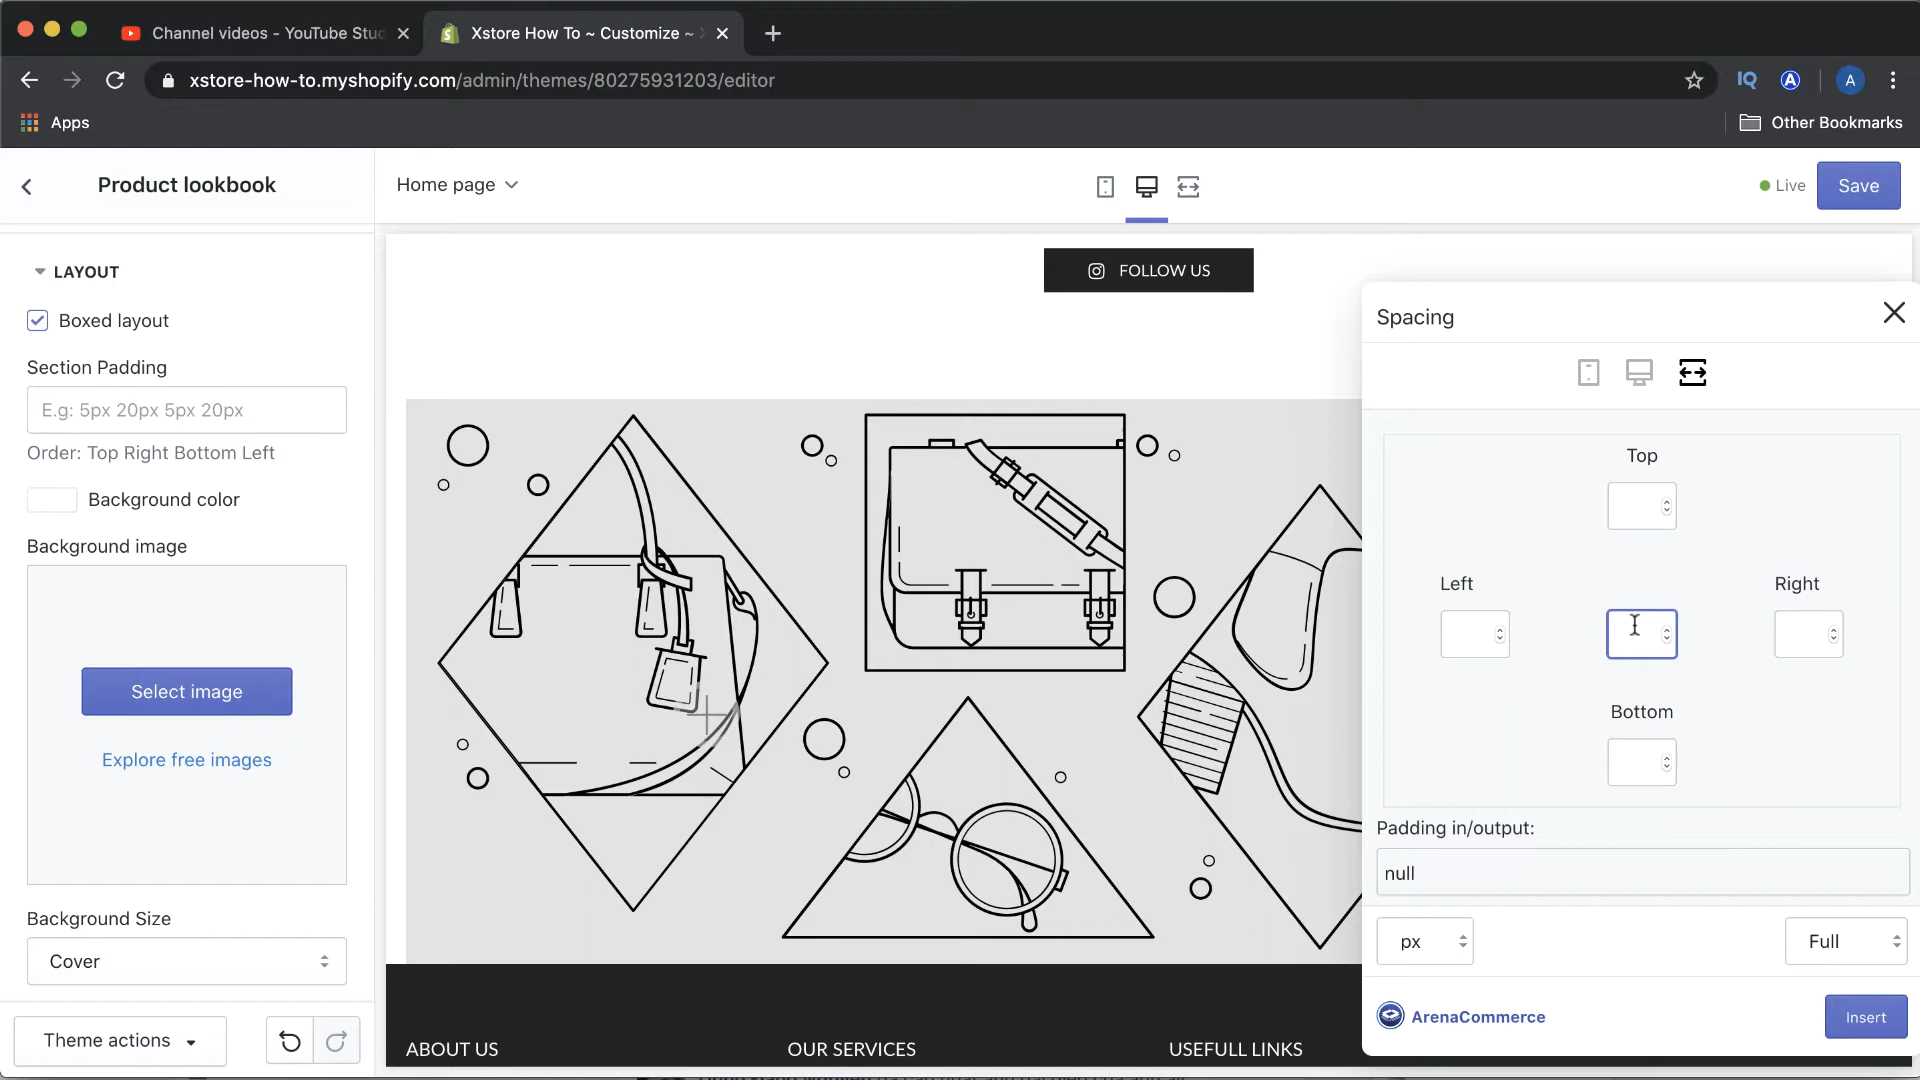 Channel videos - YouTube Stuc
Xstore How To ~ Customize ~
xstore-how-to.myshopify.com/admin/themes/80275931203/editor
IQ
A
A
Apps
Other Bookmarks
Product lookbook
Home page
Live
Save
LAYOUT
Boxed layout
Section Padding
E.g: 5px 20px 5px 20px
Order: Top Right Bottom Left
Background color
Background image
Select image
Explore free images
Background Size
Cover
Theme actions
FOLLOW US
ABOUT US
OUR SERVICES
USEFULL LINKS
Spacing
Top
Left
Right
Bottom
Padding in/output:
null
px
Full
ArenaCommerce
Insert